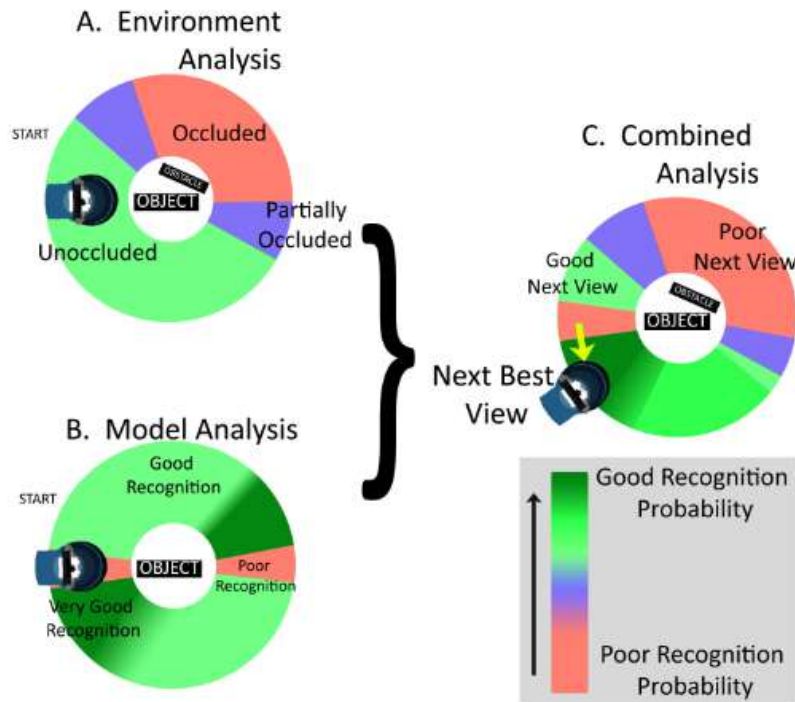 A. Environment
Analysis
START
Occluded
OBSTACLE
OBJECT
Partially
Occluded
Unoccluded
B. Model Analysis
Good
Recognition
START
OBJECT
Poor
Recognition
Very Good
Recognition
C. Combined
Analysis
Poor
Next View
Good
Next View
OBSTACLE
OBJECT
Next Best
View
Good Recognition
Probability
Poor Recognition
Probability